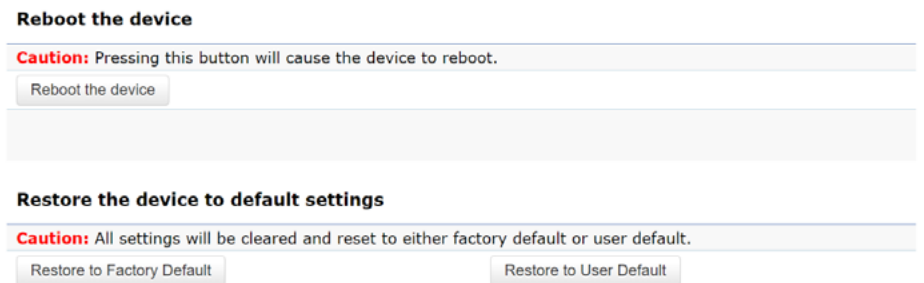 Reboot the device
Caution: Pressing this button will cause the device to reboot.
Reboot the device
Restore the device to default settings
Caution: All settings will be cleared and reset to either factory default or user default.
Restore to Factory Default Restore to User Default